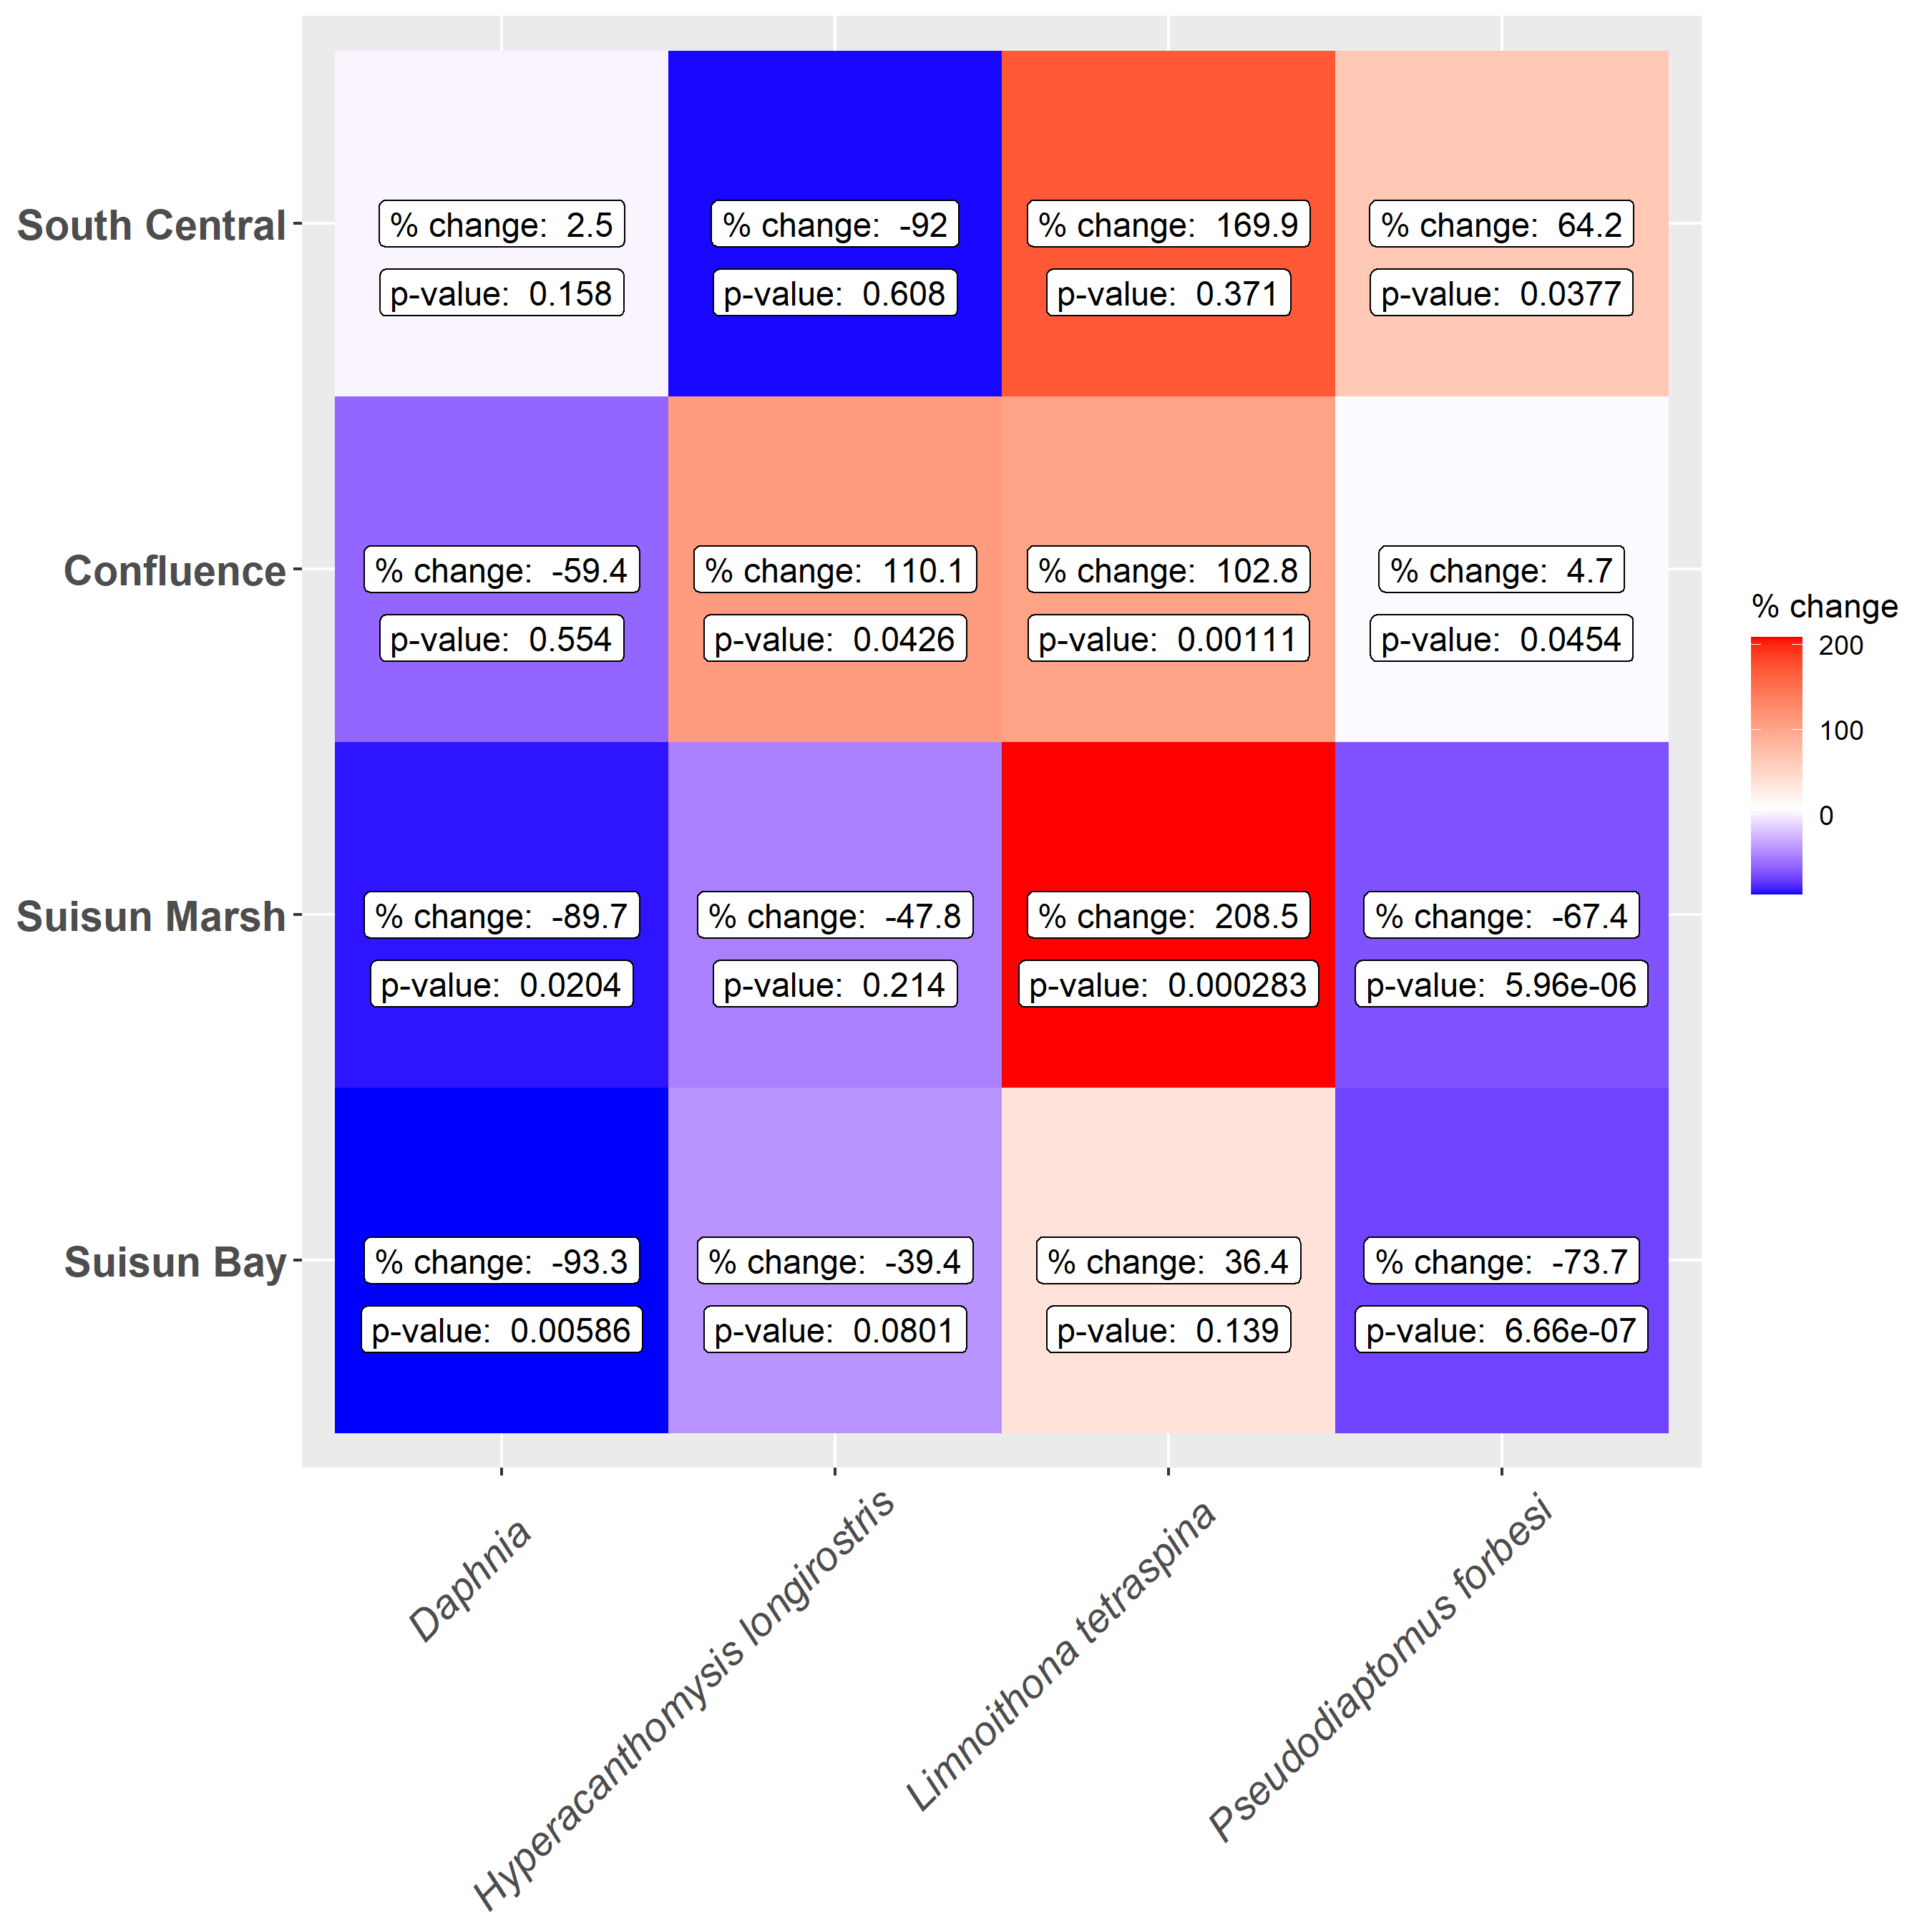 South Central
% change: 2.5
% change: -92
% change: 169.9
% change: 64.2
p-value: 0.158
p-value: 0.608
p-value: 0.371
p-value: 0.0377
Confluence
% change: -59.4
% change: 110.1
% change: 102.8
% change: 4.7
p-value: 0.554
p-value: 0.0426
p-value: 0.00111
p-value: 0.0454
Suisun Marsh
% change: -89.7
% change: -47.8
% change: 208.5
% change: -67.4
p-value: 0.0204
p-value: 0.214
p-value: 0.000283
p-value: 5.96e-06
Suisun Bay
% change: -93.3
% change: -39.4
% change: 36.4
% change: -73.7
p-value: 0.00586
p-value: 0.0801
p-value: 0.139
p-value: 6.66e-07
Daphnia
Hyperacanthomysis longirostris
Limnoithona tetraspina
Pseudodiaptomus forbesi
% change
200
100
0